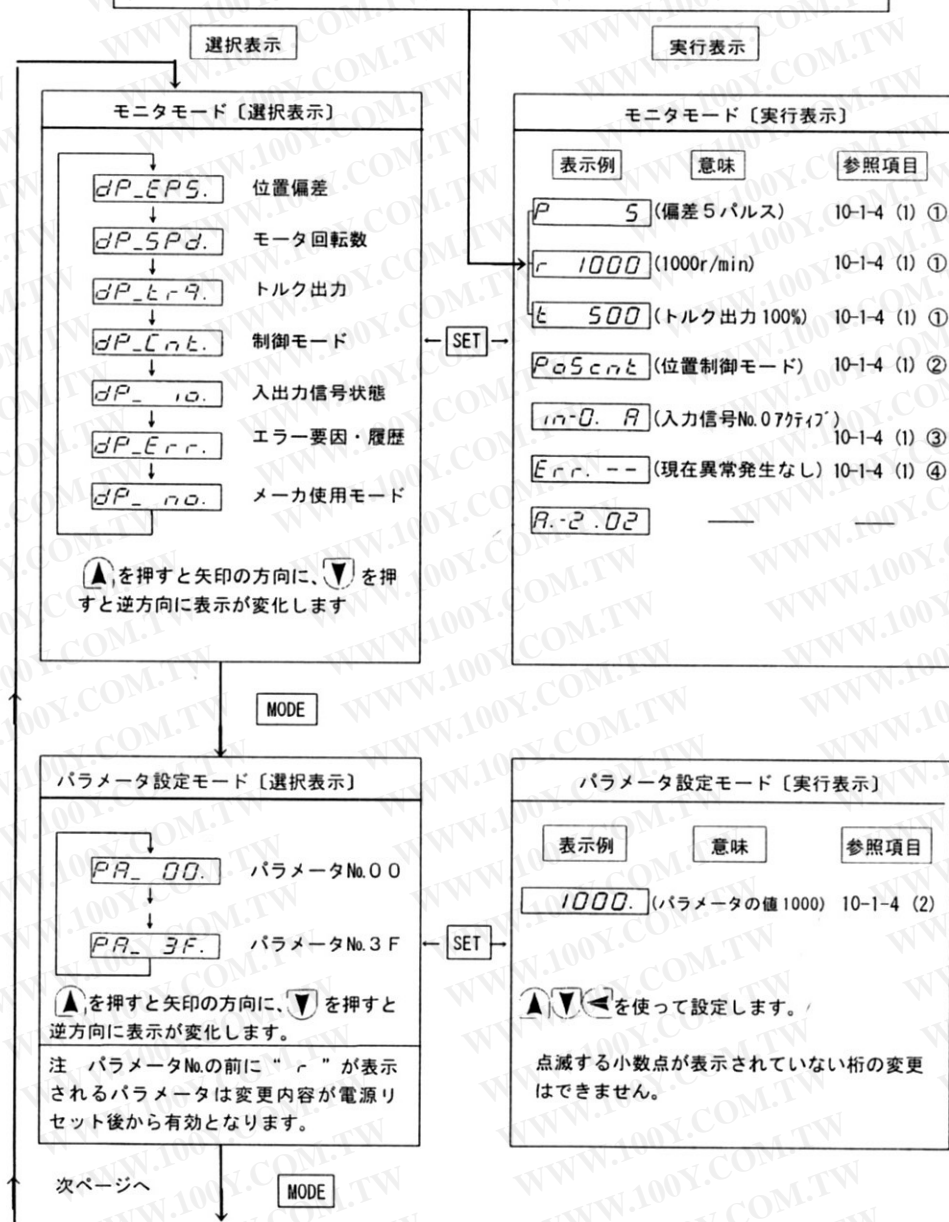 選択表示
実行表示
モニタモード〔選択表示〕
dP_EPS. 位置偏差
dP_SPd. モータ回転数
dP_trq. トルク出力
dP_Cnt. 制御モード
dP_ io. 入出力信号状態
dP_Err. エラー要因・履歴
dP_ no. メーカ使用モード
▲を押すと矢印の方向に、▼を押
すと逆方向に表示が変化します
SET
モニタモード〔実行表示〕
表示例 意味 参照項目
P 5 (偏差5パルス) 10-1-4 (1) ①
r 1000 (1000r/min) 10-1-4 (1) ①
t 500 (トルク出力100%) 10-1-4 (1) ①
PoScnt (位置制御モード) 10-1-4 (1) ②
in-0. A (入力信号No.0アクティブ)
10-1-4 (1) ③
Err. -- (現在異常発生なし) 10-1-4 (1) ④
A.-2.02 —— ——
MODE
パラメータ設定モード〔選択表示〕
PA_ 00. パラメータNo.00
PA_ 3F. パラメータNo.3F
▲を押すと矢印の方向に、▼を押すと
逆方向に表示が変化します。
注 パラメータNo.の前に“ r ”が表示
されるパラメータは変更内容が電源リ
セット後から有効となります。
SET
パラメータ設定モード〔実行表示〕
表示例 意味 参照項目
1000. (パラメータの値1000) 10-1-4 (2)
▲▼◀を使って設定します。
点滅する小数点が表示されていない桁の変更
はできません。
次ページへ
MODE
WWW.100Y.COM.TW